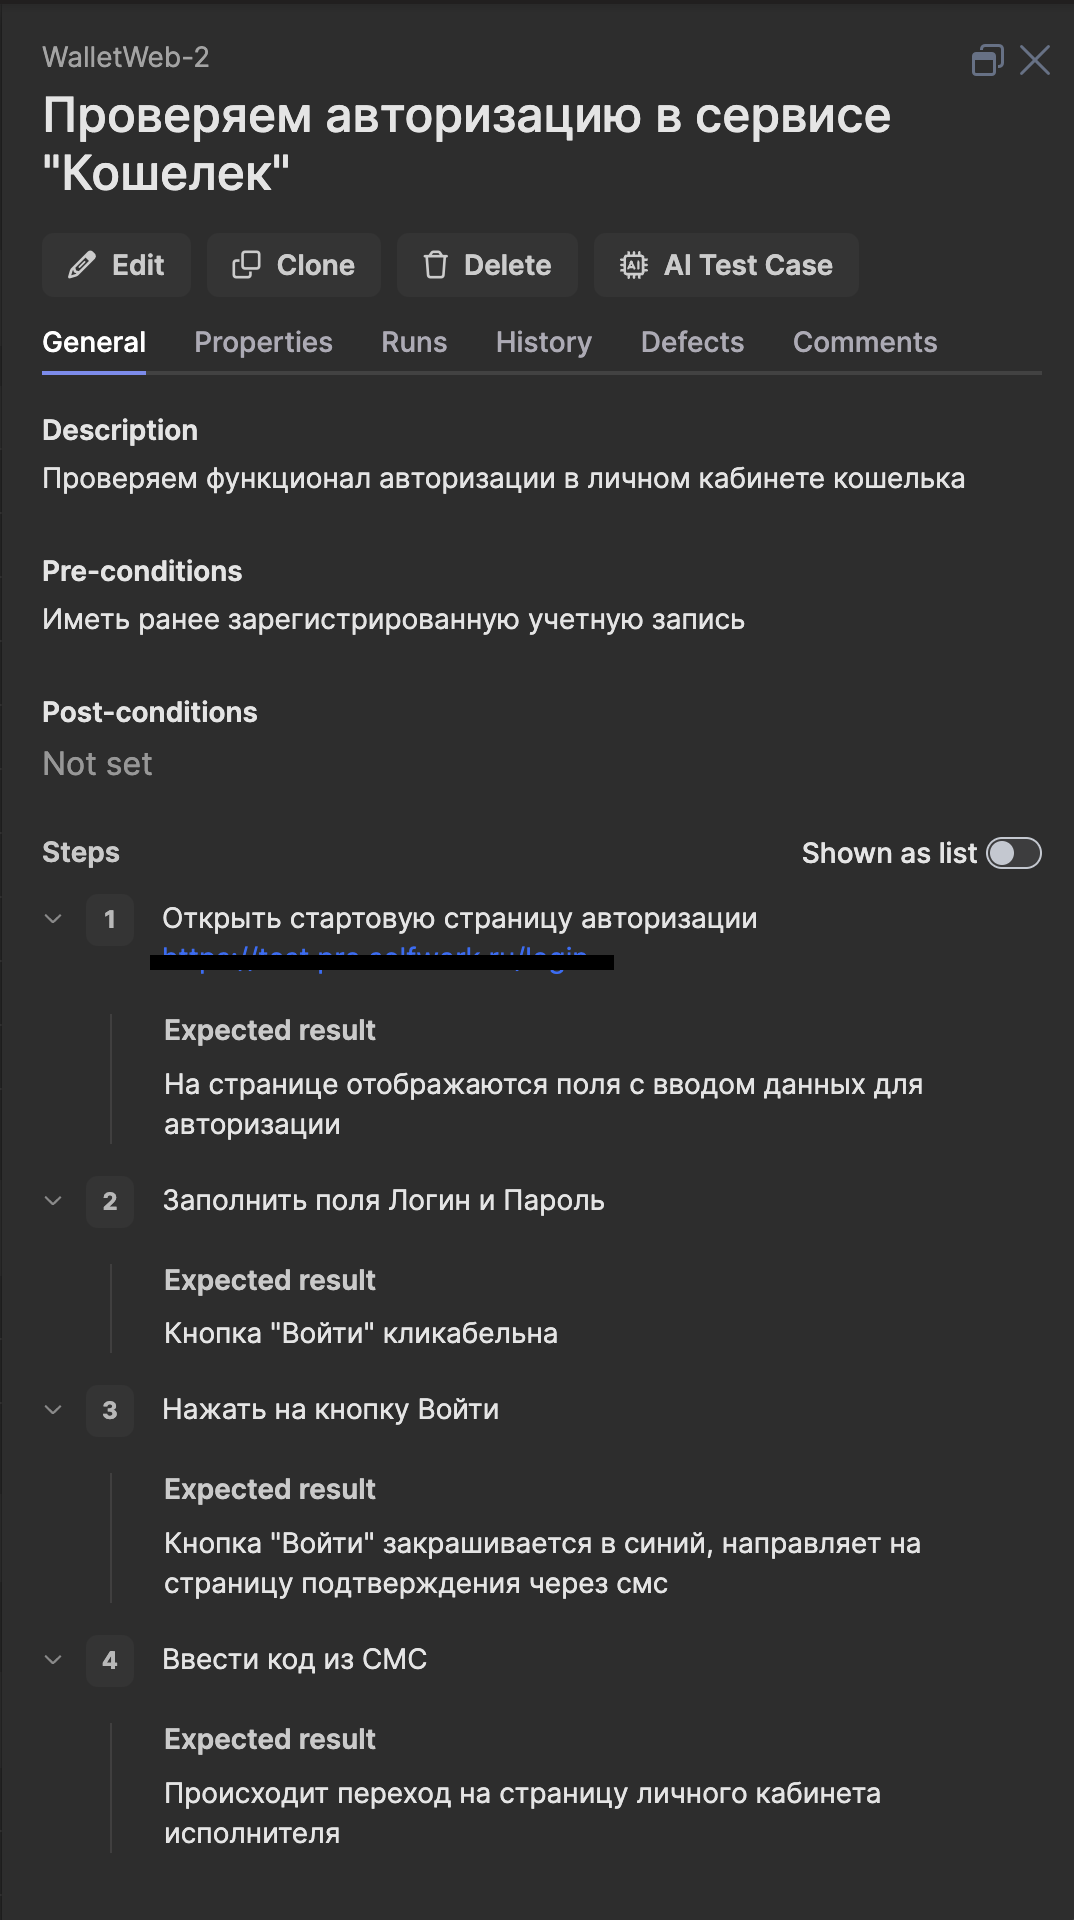 WalletWeb-2
Проверяем авторизацию в сервисе
"Кошелек"
Edit
Clone
Delete
AI Test Case
General
Properties
Runs
History
Defects
Comments
Description
Проверяем функционал авторизации в личном кабинете кошелька
Pre-conditions
Иметь ранее зарегистрированную учетную запись
Post-conditions
Not set
Steps
Shown as list
1
Открыть стартовую страницу авторизации
Expected result
На странице отображаются поля с вводом данных для
авторизации
2
Заполнить поля Логин и Пароль
Expected result
Кнопка "Войти" кликабельна
3
Нажать на кнопку Войти
Expected result
Кнопка "Войти" закрашивается в синий, направляет на
страницу подтверждения через смс
4
Ввести код из СМС
Expected result
Происходит переход на страницу личного кабинета
исполнителя